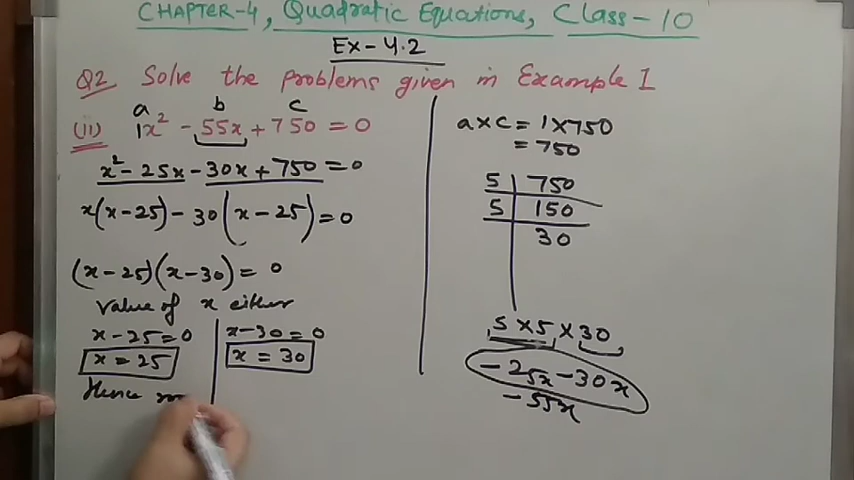 CHAPTER-4, Quadratic Equations, Class-10
Ex-4.2
Q2 Solve the problems given in Example 1
a b c
(ii) 1x² - 55x + 750 = 0
x² - 25x - 30x + 750 = 0
x(x-25) - 30(x-25) = 0
(x-25)(x-30) = 0
Value of x either
x-25=0 x-30=0
x=25 x=30
Hence
a×c = 1×750
= 750
5 | 750
5 | 150
30
5×5×30
-25x-30x
-55x